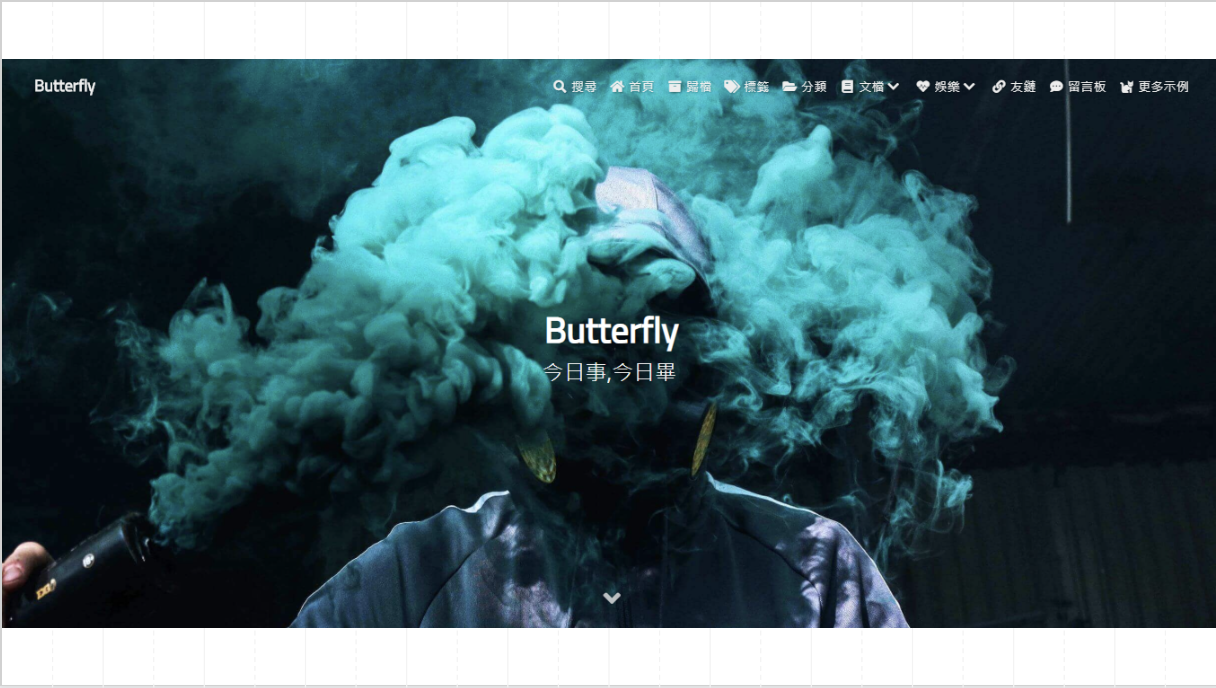 Butterfly
搜尋 首頁 歸檔 標籤 分類 文檔 娛樂 友鏈 留言板 更多示例
Butterfly
今日事,今日畢